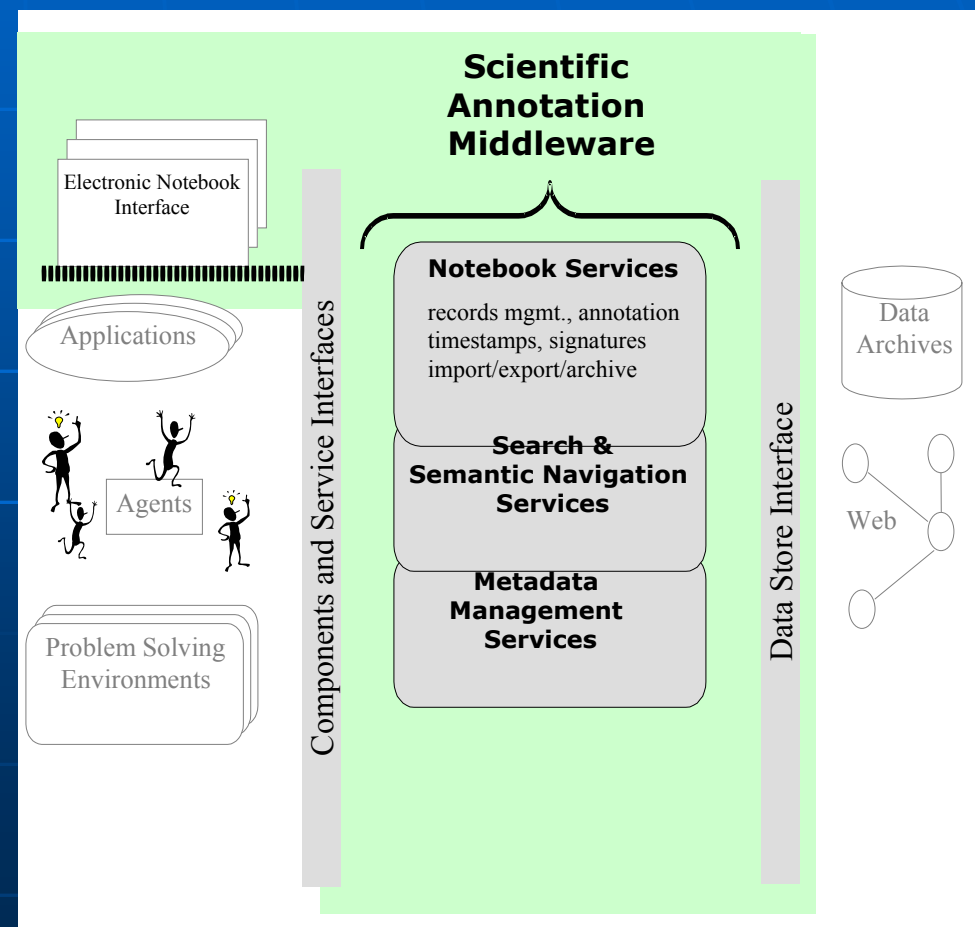 Scientific
Annotation
Middleware
Electronic Notebook
Interface
Applications
Agents
Problem Solving
Environments
Components and Service Interfaces
Notebook Services
records mgmt., annotation
timestamps, signatures
import/export/archive
Search &
Semantic Navigation
Services
Metadata
Management
Services
Data Store Interface
Data
Archives
Web